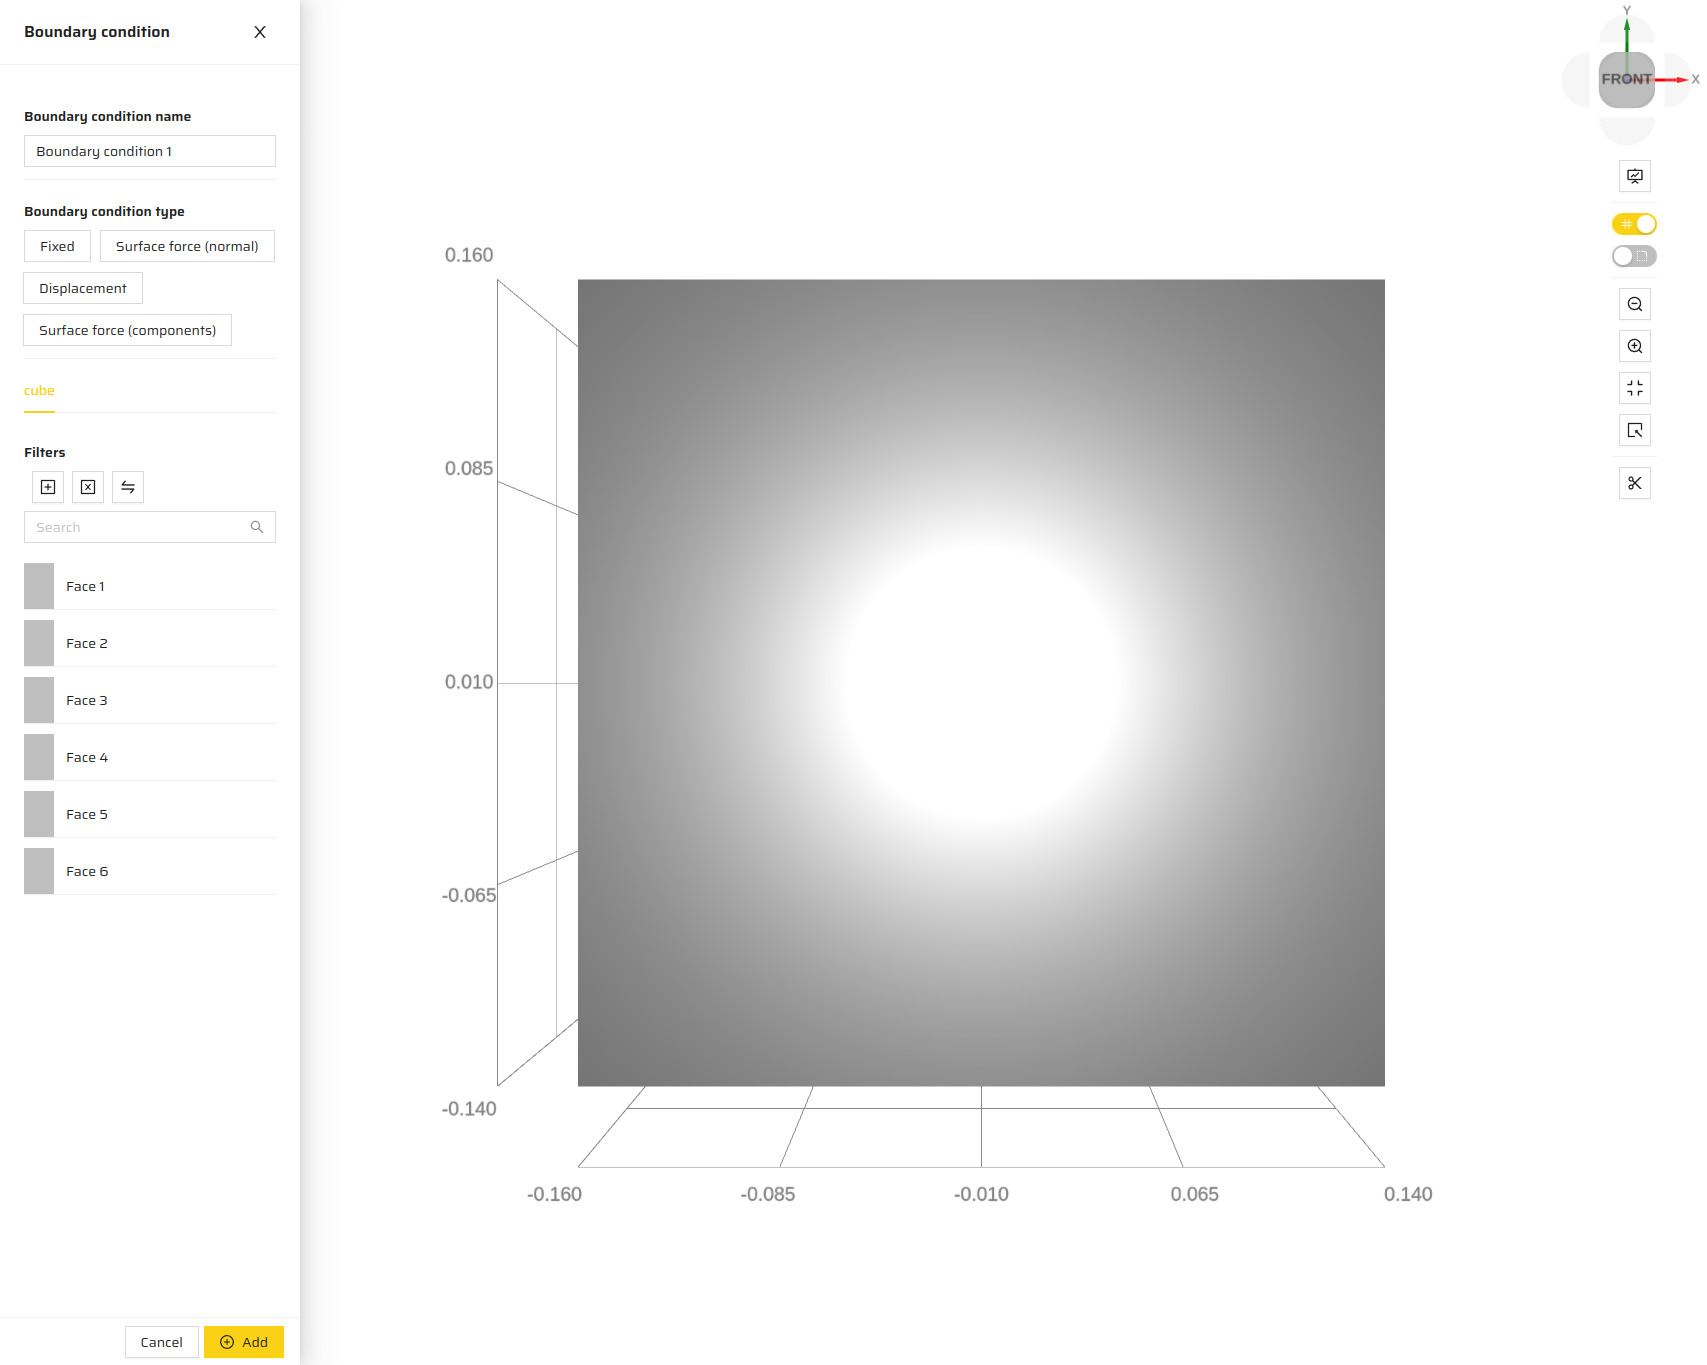 Boundary condition
Boundary condition name
Boundary condition 1
Boundary condition type
Fixed
Surface force (normal)
Displacement
Surface force (components)
cube
Filters
Search
Face 1
Face 2
Face 3
Face 4
Face 5
Face 6
Cancel
Add
0.160
0.085
0.010
-0.065
-0.140
-0.160
-0.085
-0.010
0.065
0.140
Y
FRONT
X